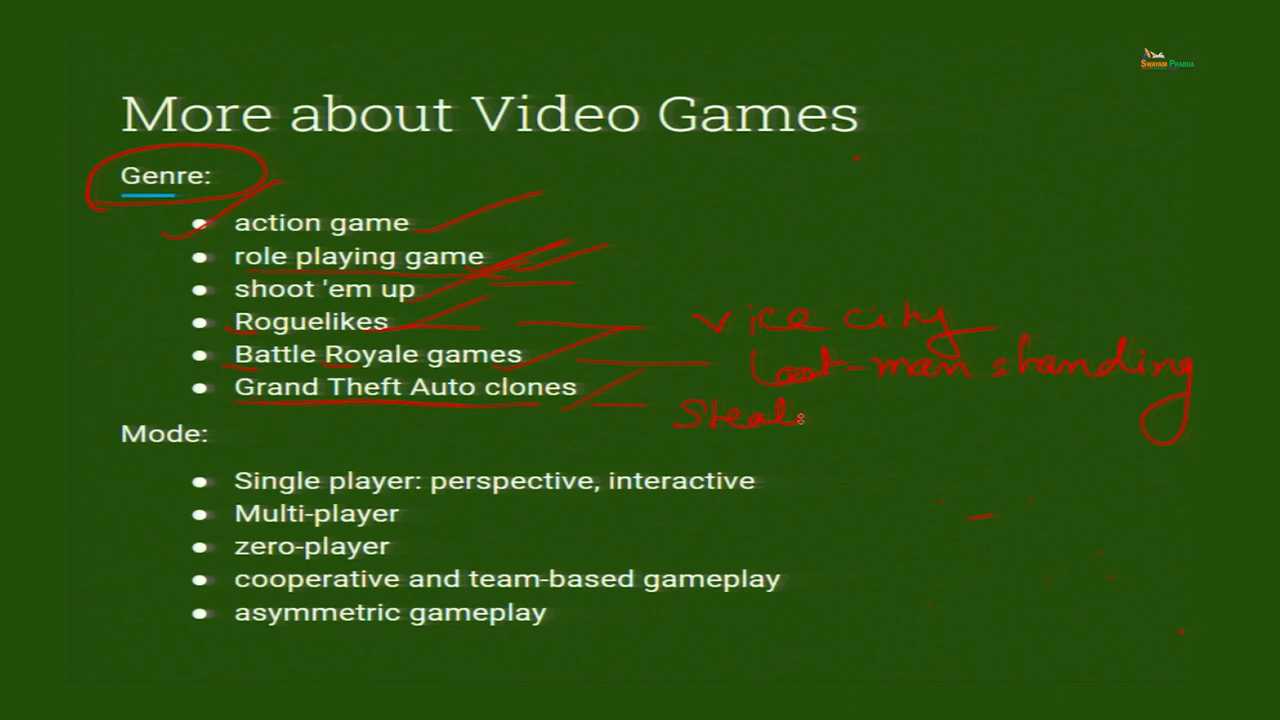 SWAYAM PRABHA
More about Video Games
Genre:
● action game
● role playing game
● shoot 'em up
● Roguelikes
vice city
● Battle Royale games
last-man standing
● Grand Theft Auto clones
Steal
Mode:
● Single player: perspective, interactive
● Multi-player
● zero-player
● cooperative and team-based gameplay
● asymmetric gameplay